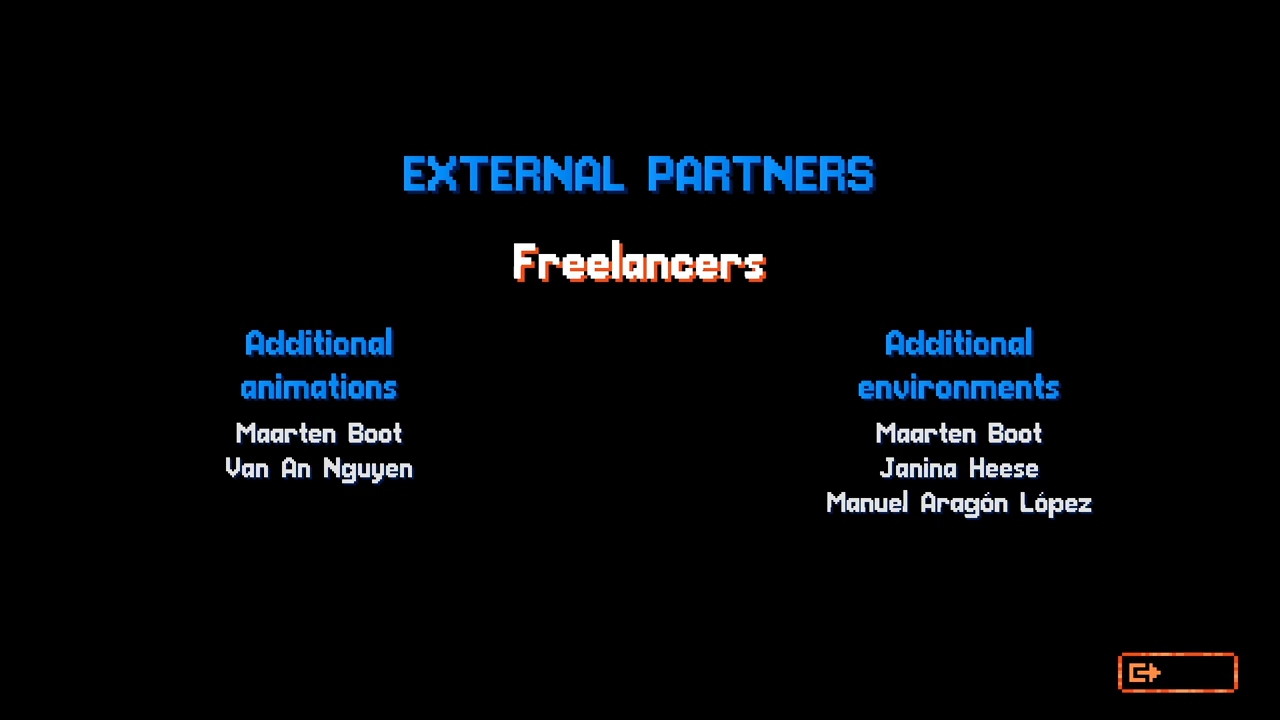 EXTERNAL PARTNERS
Freelancers
Additional
animations
Maarten Boot
Van An Nguyen
Additional
environments
Maarten Boot
Janina Heese
Manuel Aragón López